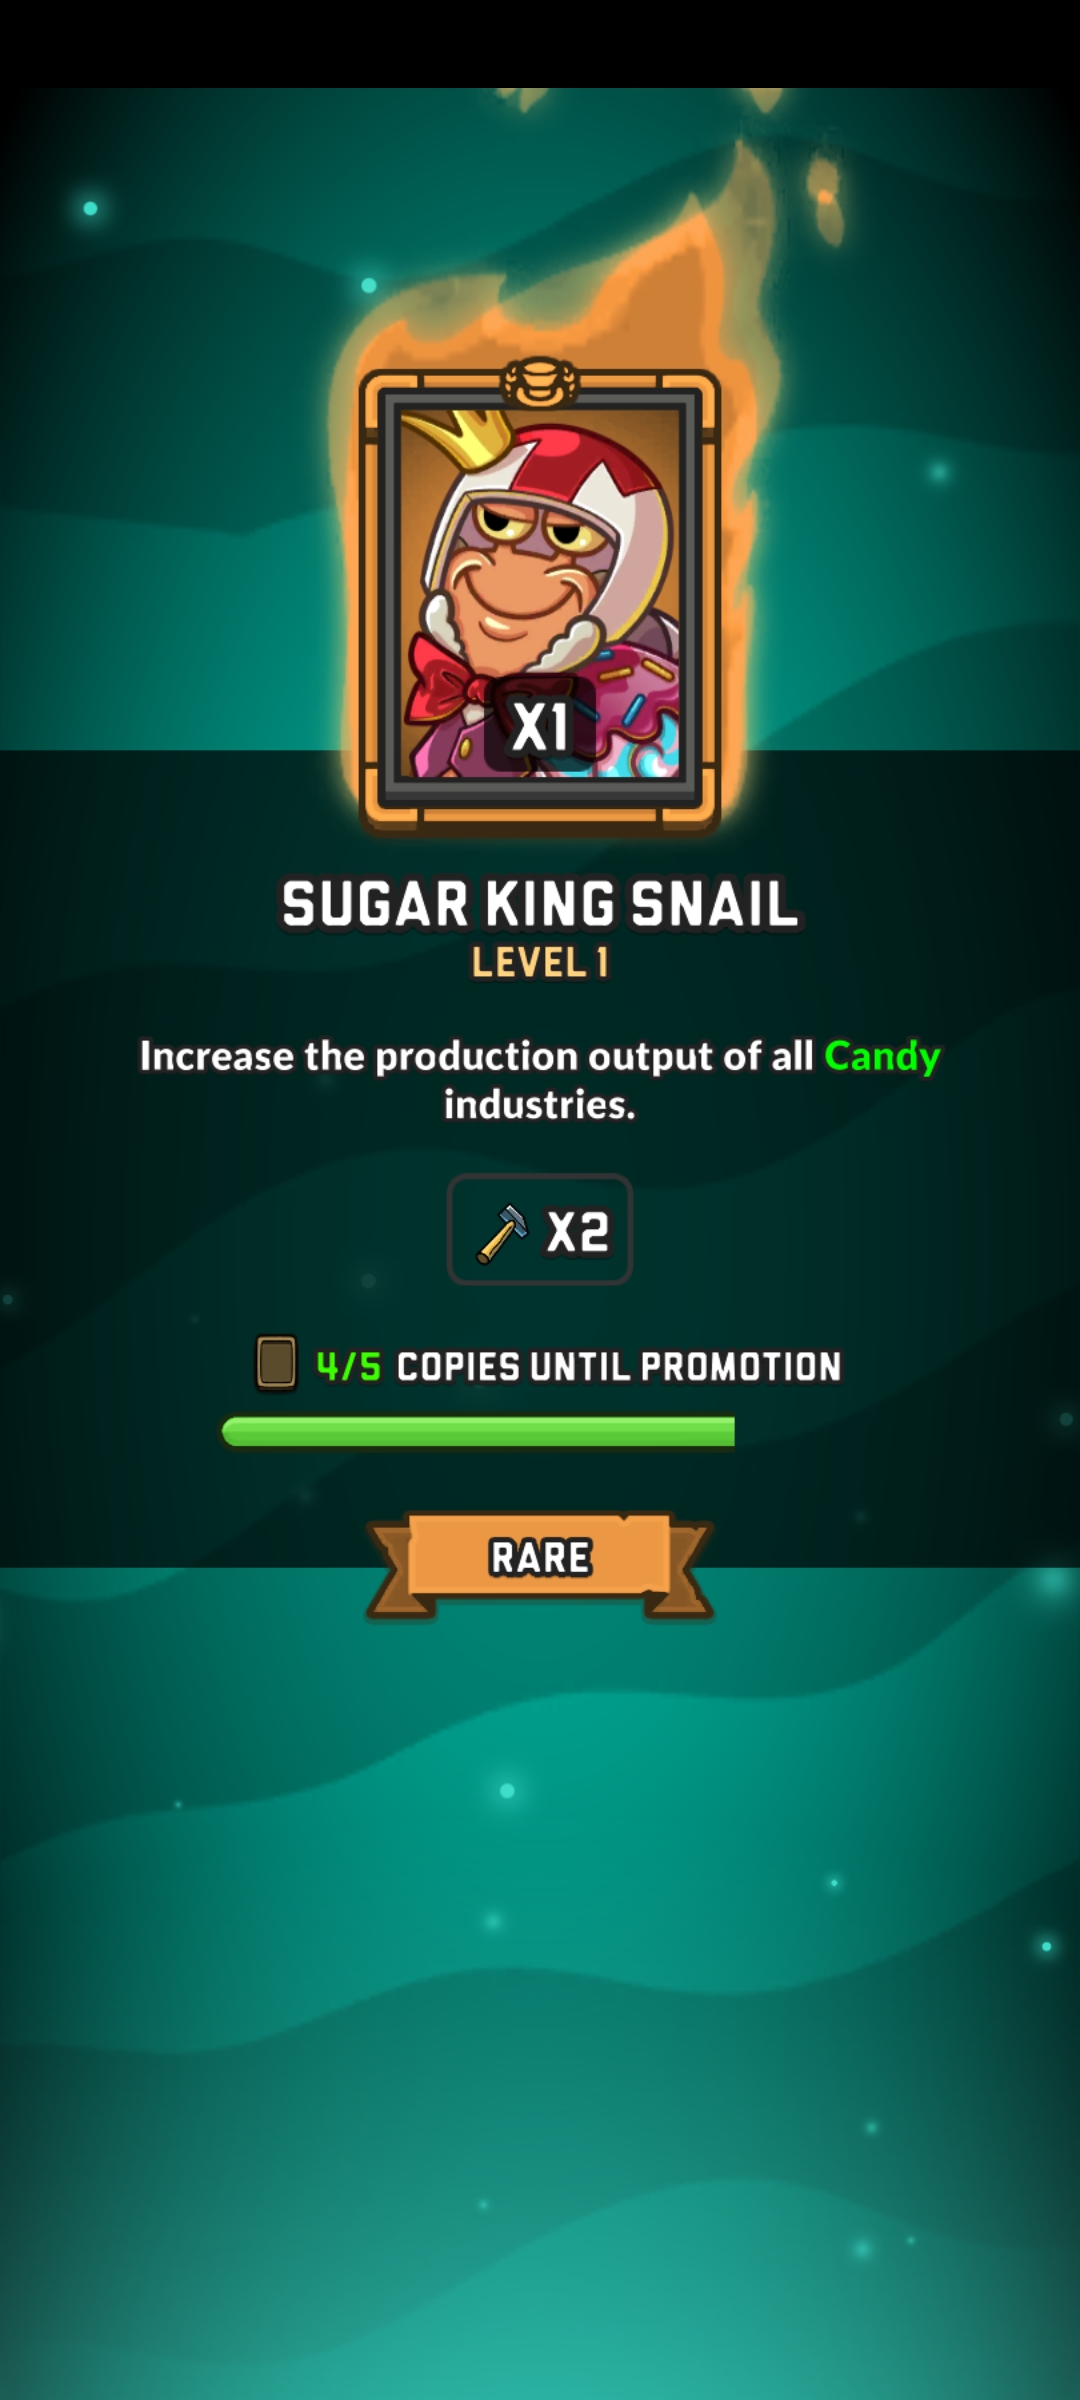 X1
SUGAR KING SNAIL
LEVEL 1
Increase the production output of all Candy
industries.
X2
4/5 COPIES UNTIL PROMOTION
RARE